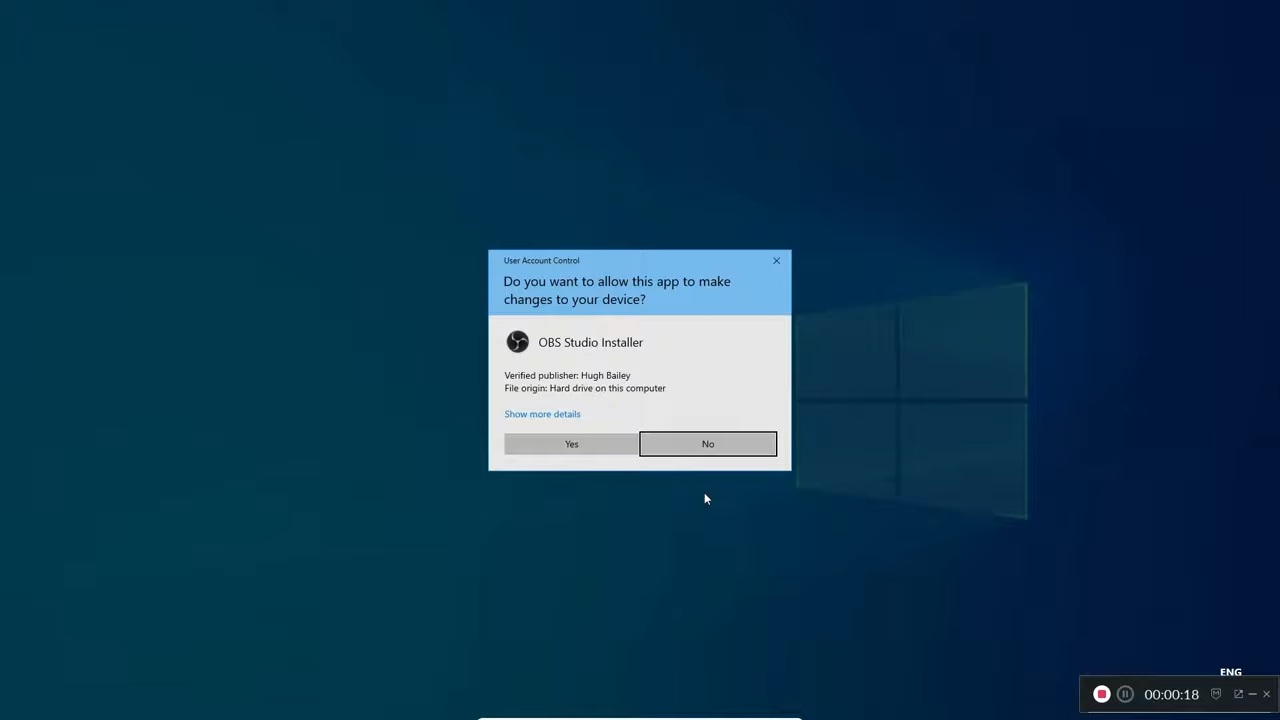 User Account Control
Do you want to allow this app to make
changes to your device?
OBS Studio Installer
Verified publisher: Hugh Bailey
File origin: Hard drive on this computer
Show more details
Yes
No
ENG
00:00:18